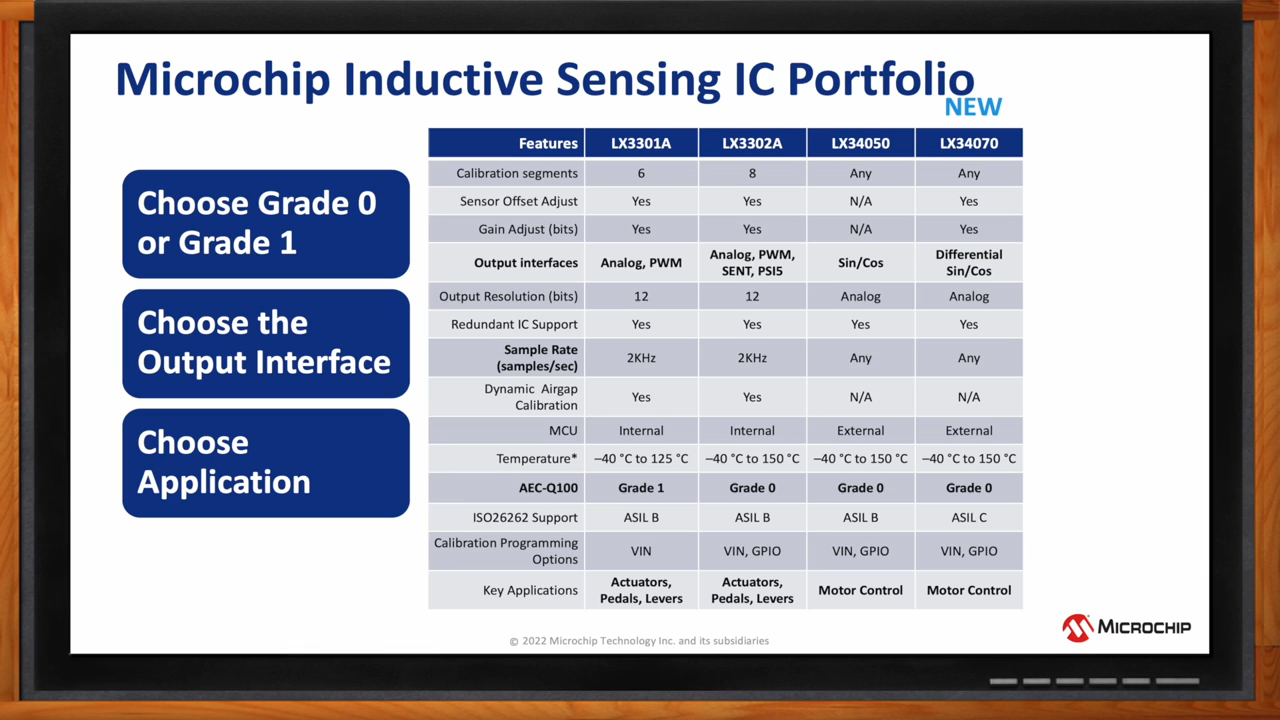 Microchip Inductive Sensing IC Portfolio
NEW
Choose Grade 0
or Grade 1
Choose the
Output Interface
Choose
Application
Features LX3301A LX3302A LX34050 LX34070
Calibration segments 6 8 Any Any
Sensor Offset Adjust Yes Yes N/A Yes
Gain Adjust (bits) Yes Yes N/A Yes
Output interfaces Analog, PWM Analog, PWM, SENT, PSI5 Sin/Cos Differential Sin/Cos
Output Resolution (bits) 12 12 Analog Analog
Redundant IC Support Yes Yes Yes Yes
Sample Rate (samples/sec) 2KHz 2KHz Any Any
Dynamic Airgap Calibration Yes Yes N/A N/A
MCU Internal Internal External External
Temperature* –40 °C to 125 °C –40 °C to 150 °C –40 °C to 150 °C –40 °C to 150 °C
AEC-Q100 Grade 1 Grade 0 Grade 0 Grade 0
ISO26262 Support ASIL B ASIL B ASIL B ASIL C
Calibration Programming Options VIN VIN, GPIO VIN, GPIO VIN, GPIO
Key Applications Actuators, Pedals, Levers Actuators, Pedals, Levers Motor Control Motor Control
© 2022 Microchip Technology Inc. and its subsidiaries
MICROCHIP